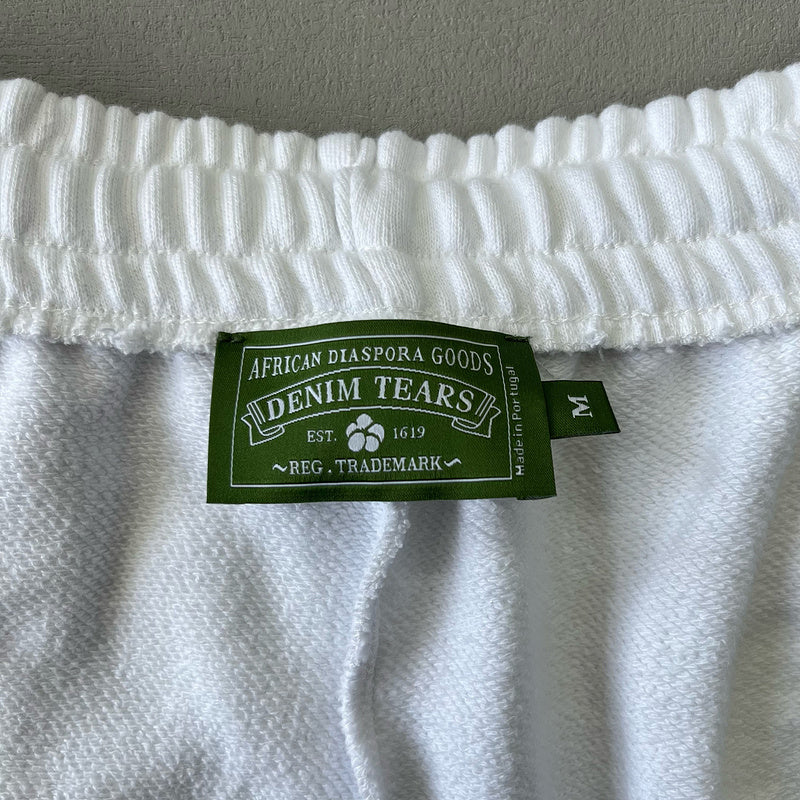 AFRICAN DIASPORA GOODS
DENIM TEARS
EST. 1619
~REG. TRADEMARK~
Made in Portugal
M